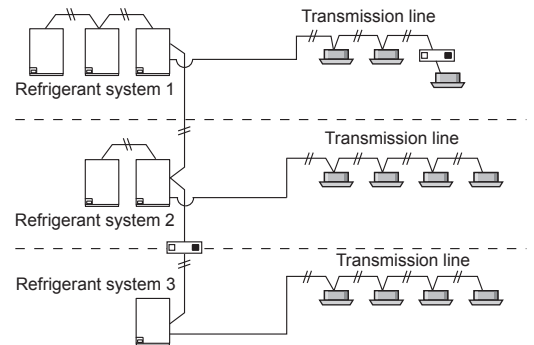 Transmission line
Refrigerant system 1
Transmission line
Refrigerant system 2
Transmission line
Refrigerant system 3